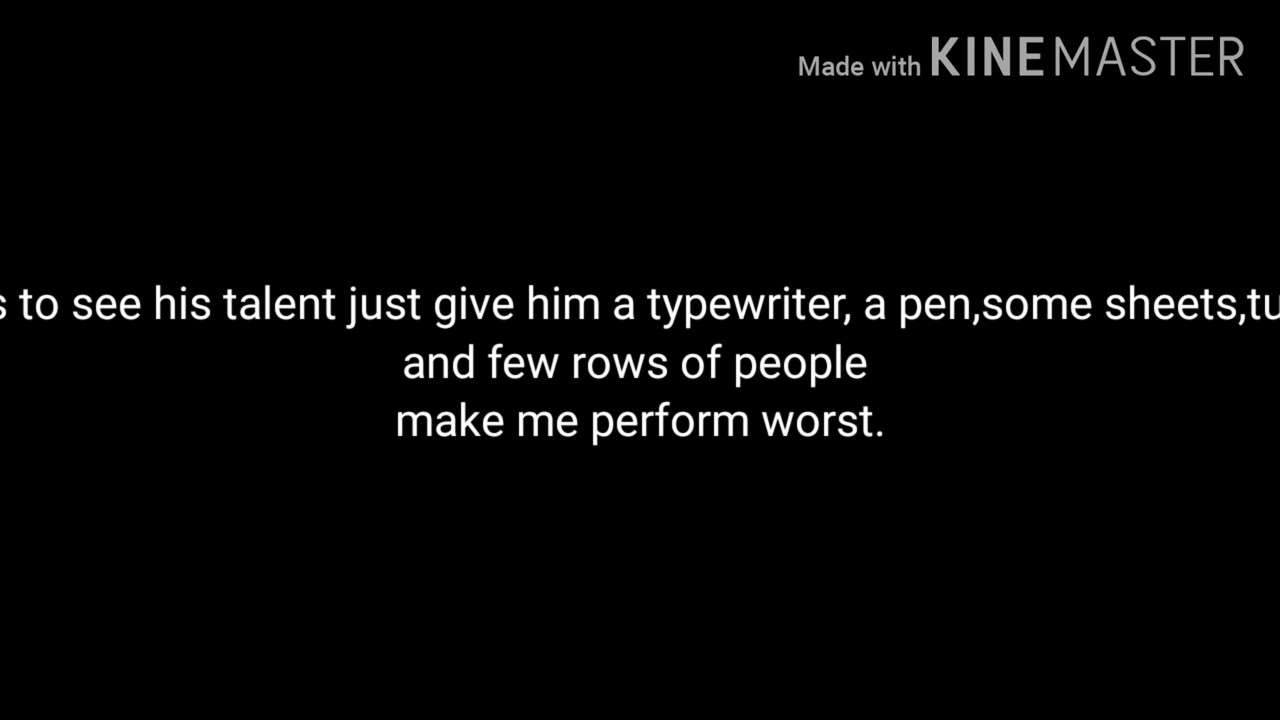 Made with KINEMASTER
to see his talent just give him a typewriter, a pen,some sheets,
and few rows of people
make me perform worst.